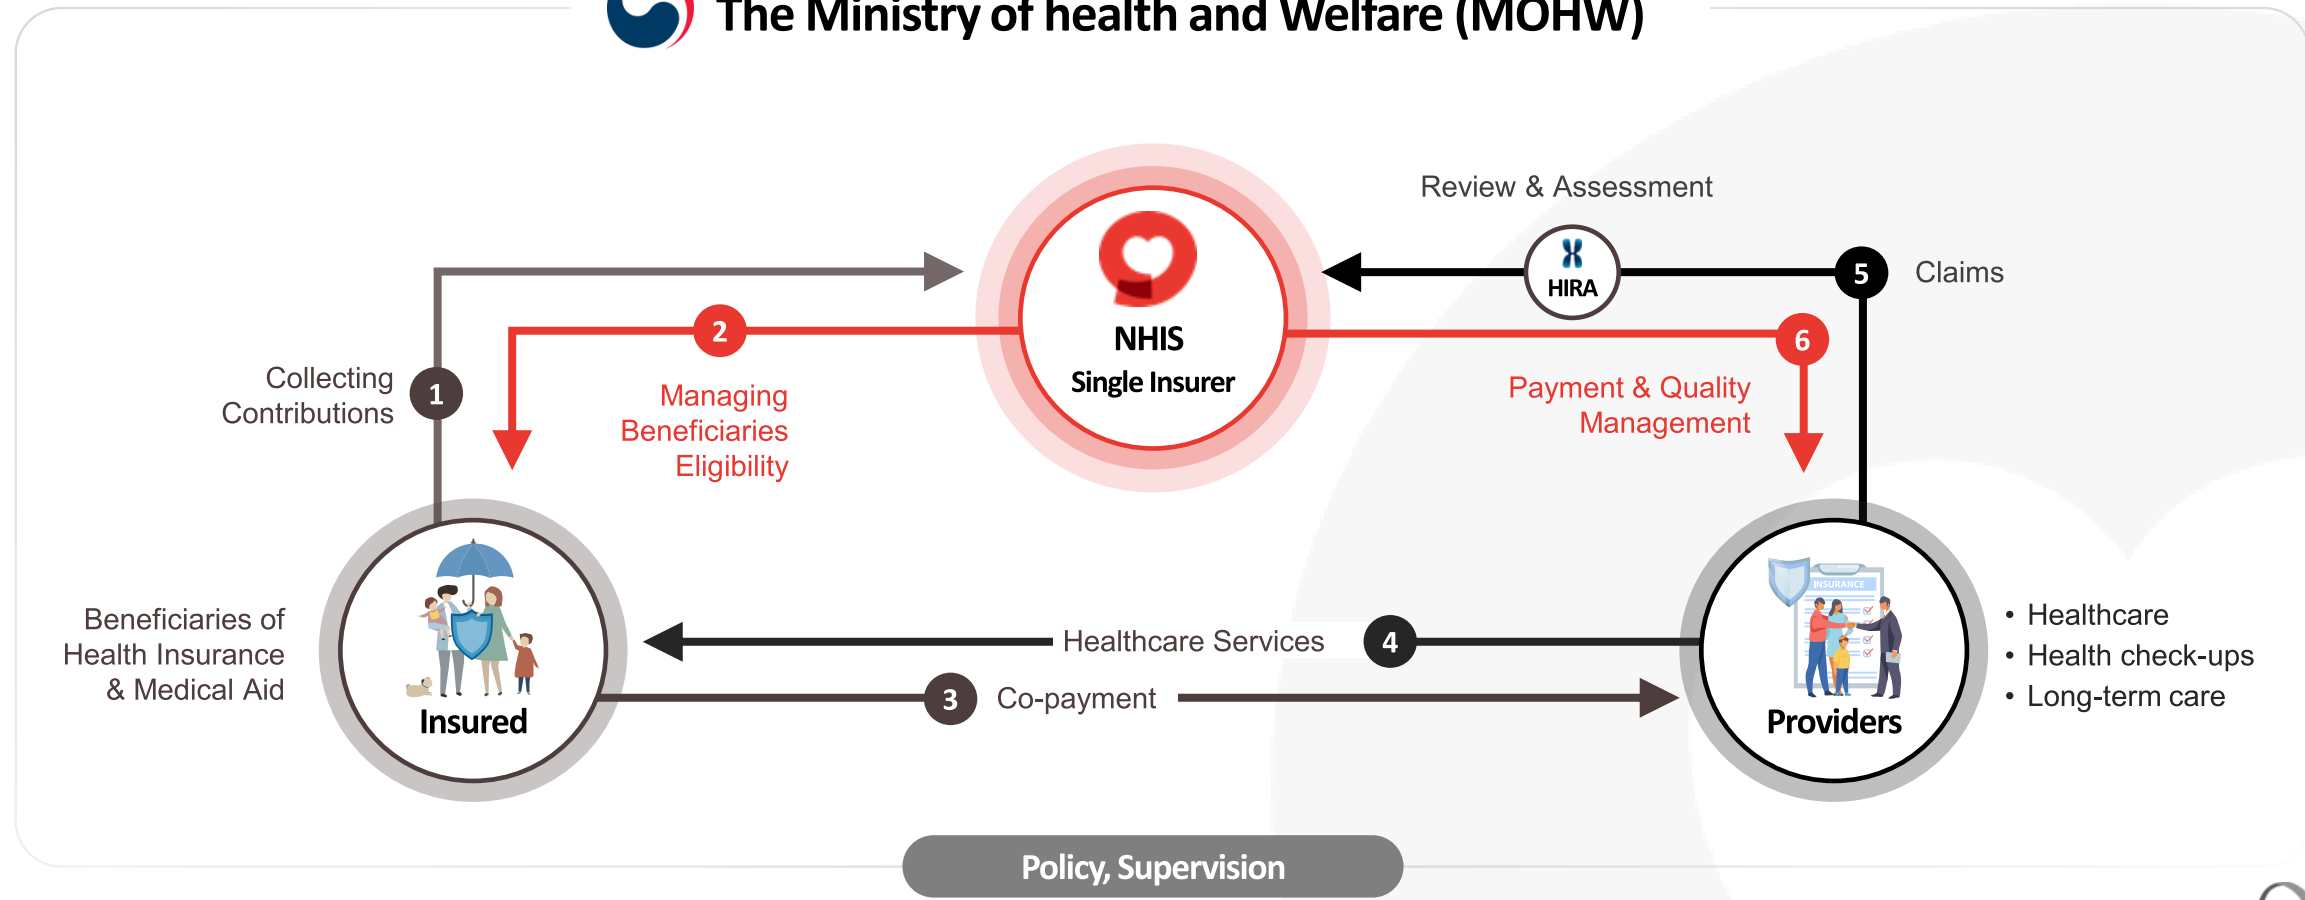 The Ministry of health and Welfare (MOHW)
Review & Assessment
HIRA
5
Claims
NHIS
Single Insurer
2
Managing
Beneficiaries
Eligibility
6
Payment & Quality
Management
Collecting
Contributions
1
Beneficiaries of
Health Insurance
& Medical Aid
Insured
Healthcare Services
4
3
Co-payment
INSURANCE
Providers
• Healthcare
• Health check-ups
• Long-term care
Policy, Supervision